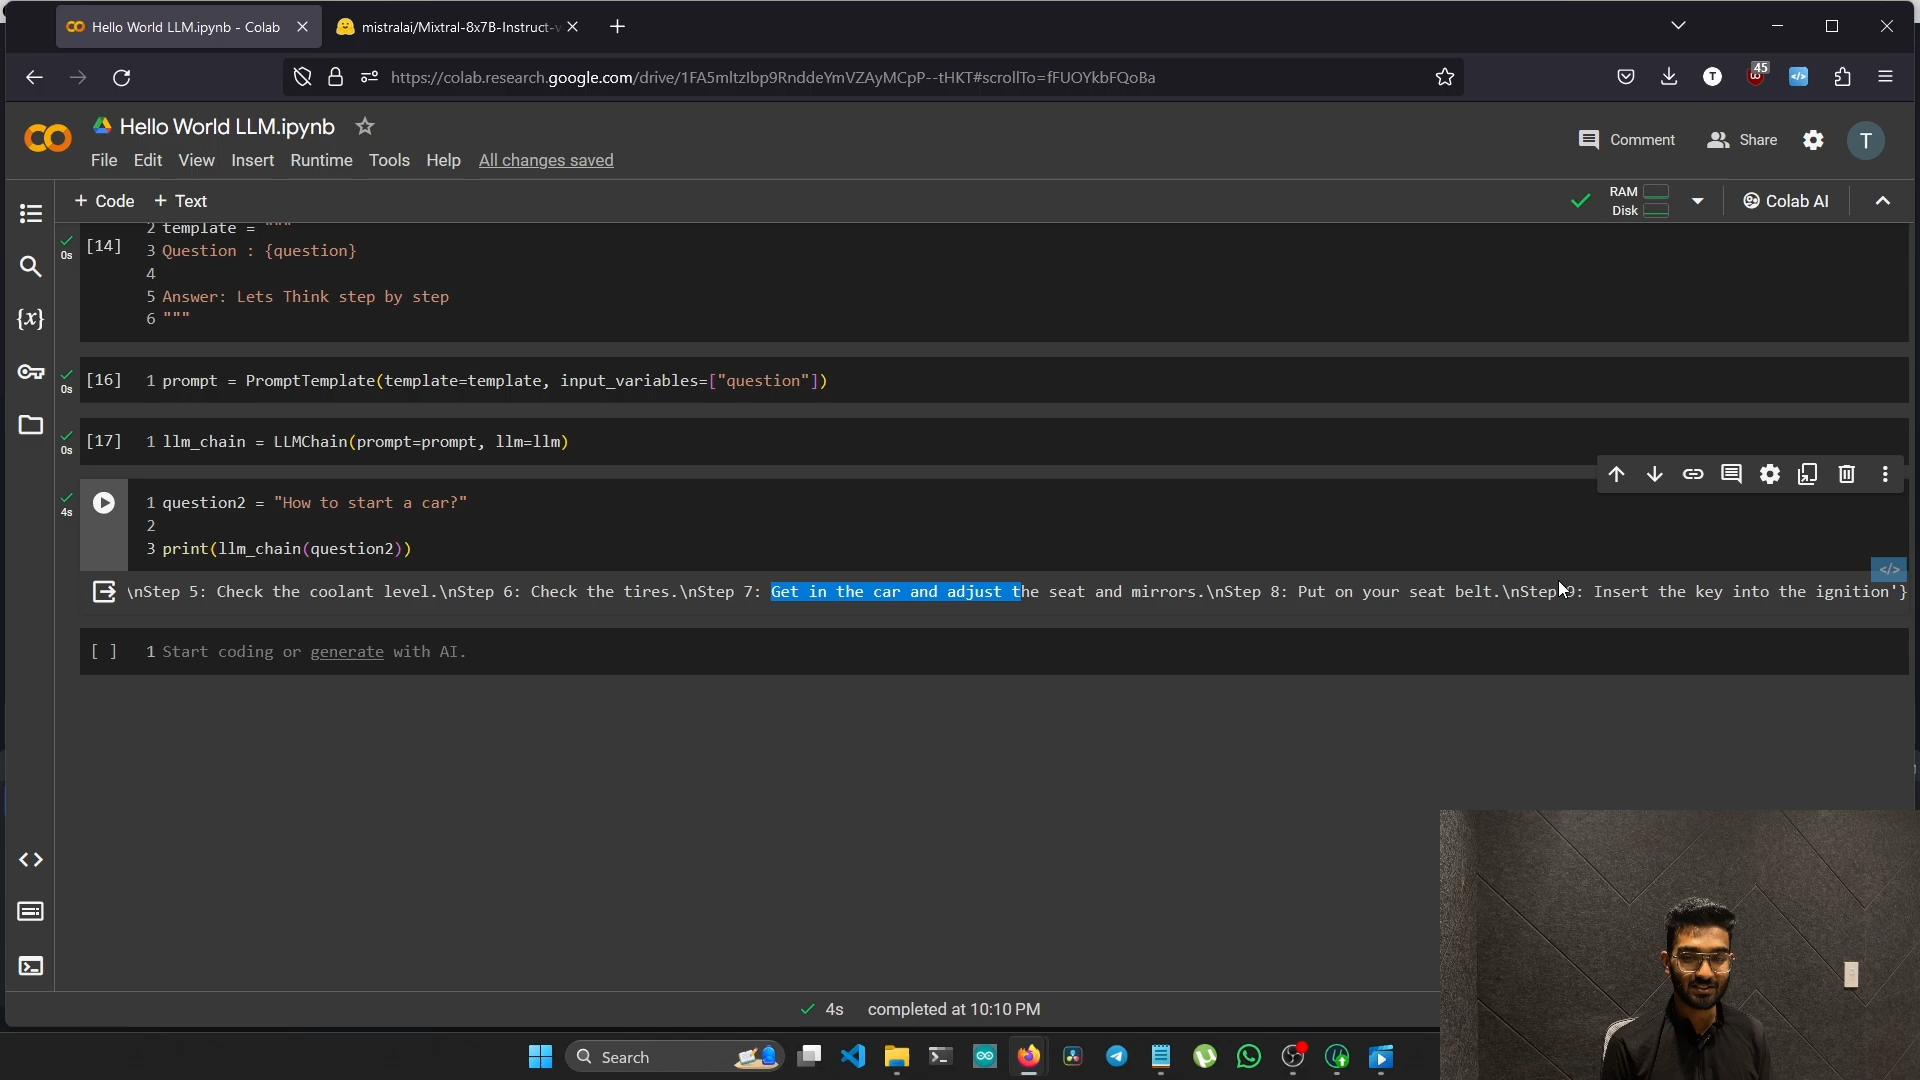 Hello World LLM.ipynb - Colab
mistralai/Mixtral-8x7B-Instruct-v
https://colab.research.google.com/drive/1FA5mltzIbp9RnddeYmVZAyMCpP--tHKT#scrollTo=fFUOYkbFQoBa
T
45
Hello World LLM.ipynb
Comment
Share
T
File Edit View Insert Runtime Tools Help All changes saved
+ Code + Text
RAM
Disk
Colab AI
2 template = """
[14]
0s
3 Question : {question}
4
5 Answer: Lets Think step by step
6 """
{x}
0s
[16] 1 prompt = PromptTemplate(template=template, input_variables=["question"])
0s
[17] 1 llm_chain = LLMChain(prompt=prompt, llm=llm)
4s
1 question2 = "How to start a car?"
2
3 print(llm_chain(question2))
\nStep 5: Check the coolant level.\nStep 6: Check the tires.\nStep 7: Get in the car and adjust the seat and mirrors.\nStep 8: Put on your seat belt.\nStep 9: Insert the key into the ignition'}
[ ] 1 Start coding or generate with AI.
4s completed at 10:10 PM
Search